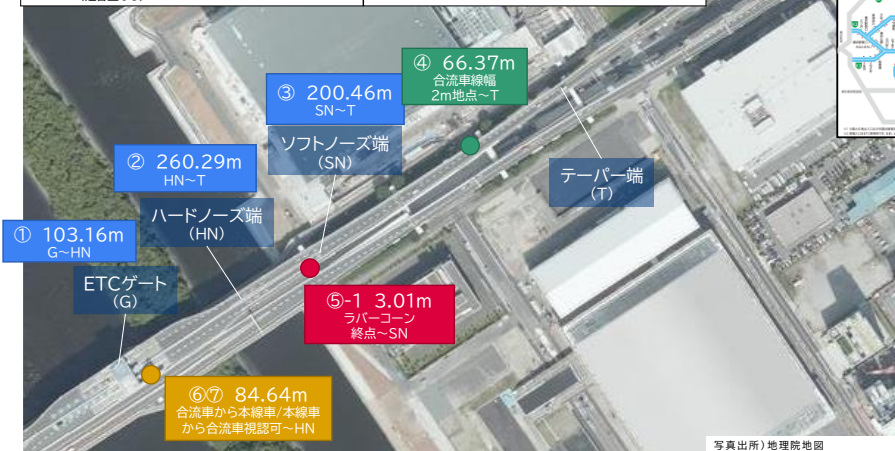 ④ 66.37m
合流車線幅
2m地点～T
③ 200.46m
SN～T
ソフトノーズ端
(SN)
② 260.29m
HN～T
テーパー端
(T)
ハードノーズ端
(HN)
① 103.16m
G～HN
ETCゲート
(G)
⑤-1 3.01m
ラバーコーン
終点～SN
⑥⑦ 84.64m
合流車から本線車/本線車
から合流車視認可～HN
写真出所)地理院地図